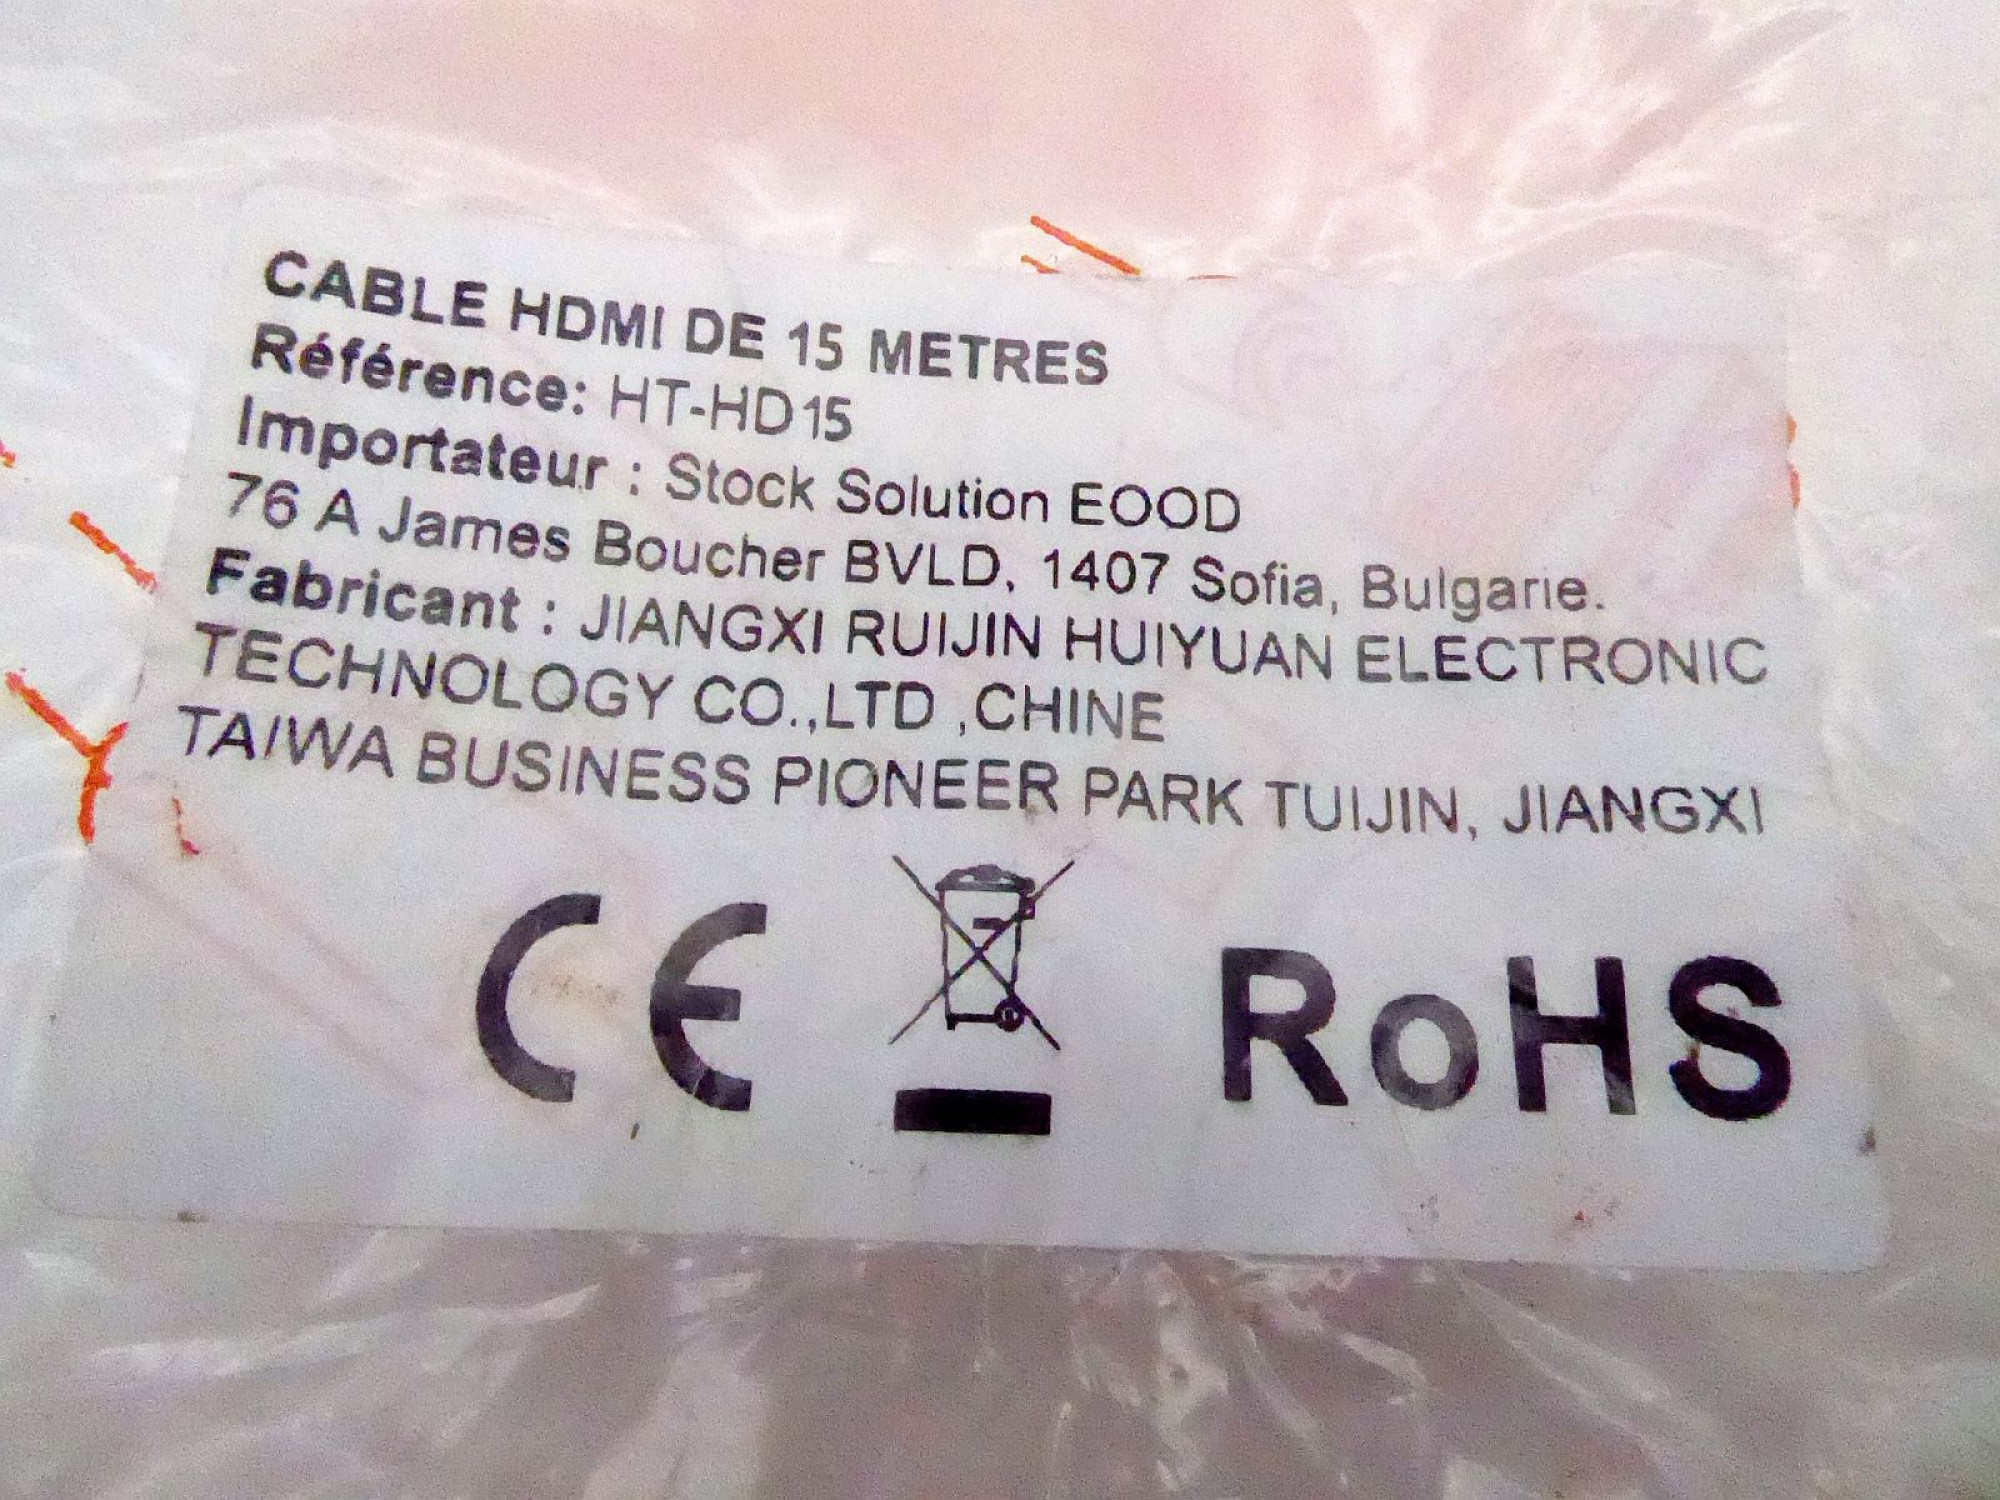 CABLE HDMI DE 15 METRES
Référence: HT-HD15
Importateur : Stock Solution EOOD
76 A James Boucher BVLD, 1407 Sofia, Bulgarie.
Fabricant : JIANGXI RUIJIN HUIYUAN ELECTRONIC
TECHNOLOGY CO.,LTD ,CHINE
TAIWA BUSINESS PIONEER PARK TUIJIN, JIANGXI
CE RoHS